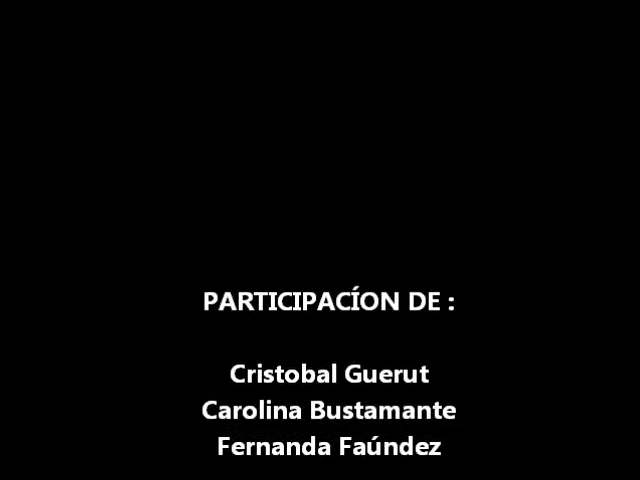 PARTICIPACÍON DE :
Cristobal Guerut
Carolina Bustamante
Fernanda Faúndez